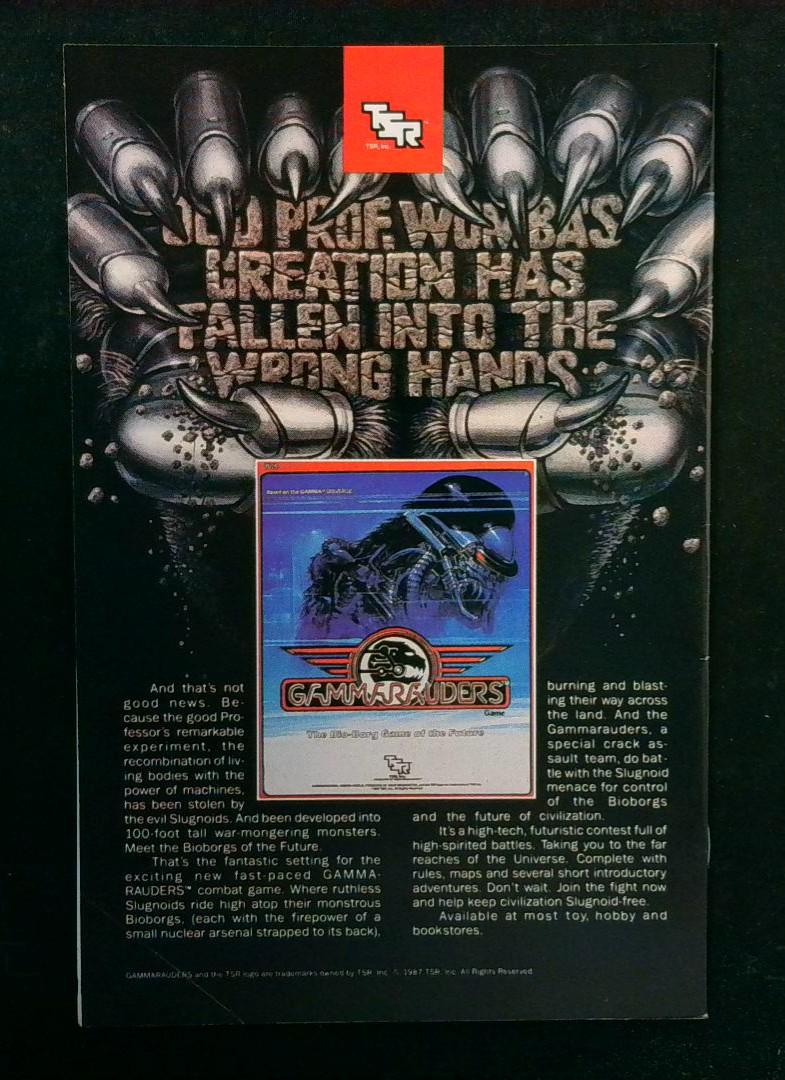 TSR
TSR, Inc.
OLD PROF. WOMBA'S
CREATION HAS
FALLEN INTO THE
WRONG HANDS.
Based on the GAMMA UNIVERSE
GAMMARAUDERS
Game
The Bio-Borg Game of the Future
TSR
TSR, Inc.
And that's not
good news. Be-
cause the good Pro-
fessor's remarkable
experiment, the
recombination of liv-
ing bodies with the
power of machines,
has been stolen by
the evil Slugnoids. And been developed into
100-foot tall war-mongering monsters.
Meet the Bioborgs of the Future.
That's the fantastic setting for the
exciting new fast-paced GAMMA-
RAUDERS™ combat game. Where ruthless
Slugnoids ride high atop their monstrous
Bioborgs, (each with the firepower of a
small nuclear arsenal strapped to its back),
burning and blast-
ing their way across
the land. And the
Gammarauders, a
special crack as-
sault team, do bat-
tle with the Slugnoid
menace for control
of the Bioborgs
and the future of civilization.
It's a high-tech, futuristic contest full of
high-spirited battles. Taking you to the far
reaches of the Universe. Complete with
rules, maps and several short introductory
adventures. Don't wait. Join the fight now
and help keep civilization Slugnoid-free.
Available at most toy, hobby and
bookstores.
GAMMARAUDERS and the TSR logo are trademarks owned by TSR, Inc. © 1987 TSR, Inc. All Rights Reserved.